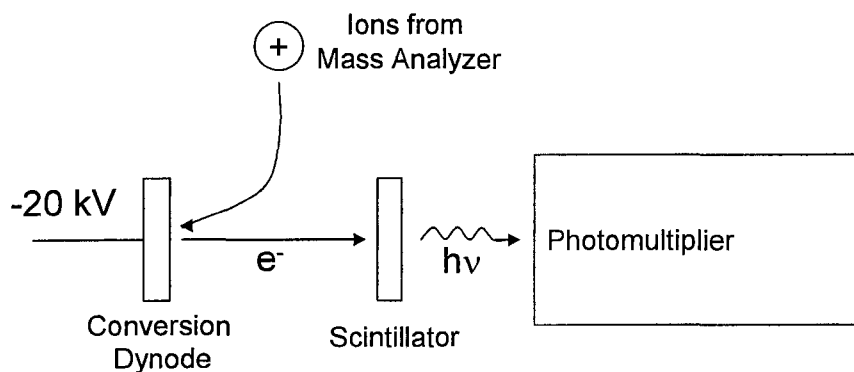 Ions from
Mass Analyzer
+
-20 kV
e-
hν
Photomultiplier
Conversion
Dynode
Scintillator